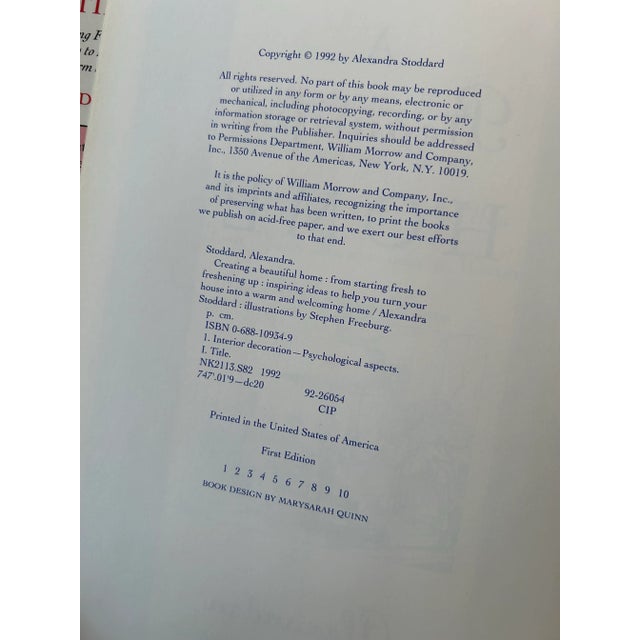 Copyright © 1992 by Alexandra Stoddard
All rights reserved. No part of this book may be reproduced
or utilized in any form or by any means, electronic or
mechanical, including photocopying, recording, or by any
information storage or retrieval system, without permission
in writing from the Publisher. Inquiries should be addressed
to Permissions Department, William Morrow and Company,
Inc., 1350 Avenue of the Americas, New York, N.Y. 10019.
It is the policy of William Morrow and Company, Inc.,
and its imprints and affiliates, recognizing the importance
of preserving what has been written, to print the books
we publish on acid-free paper, and we exert our best efforts
to that end.
Stoddard, Alexandra.
Creating a beautiful home : from starting fresh to
freshening up : inspiring ideas to help you turn your
house into a warm and welcoming home / Alexandra
Stoddard : illustrations by Stephen Freeburg.
p. cm.
ISBN 0-688-10934-9
1. Interior decoration—Psychological aspects.
I. Title.
NK2113.S82 1992
747'.01'9—dc20
92-26054
CIP
Printed in the United States of America
First Edition
1 2 3 4 5 6 7 8 9 10
BOOK DESIGN BY MARYSARAH QUINN